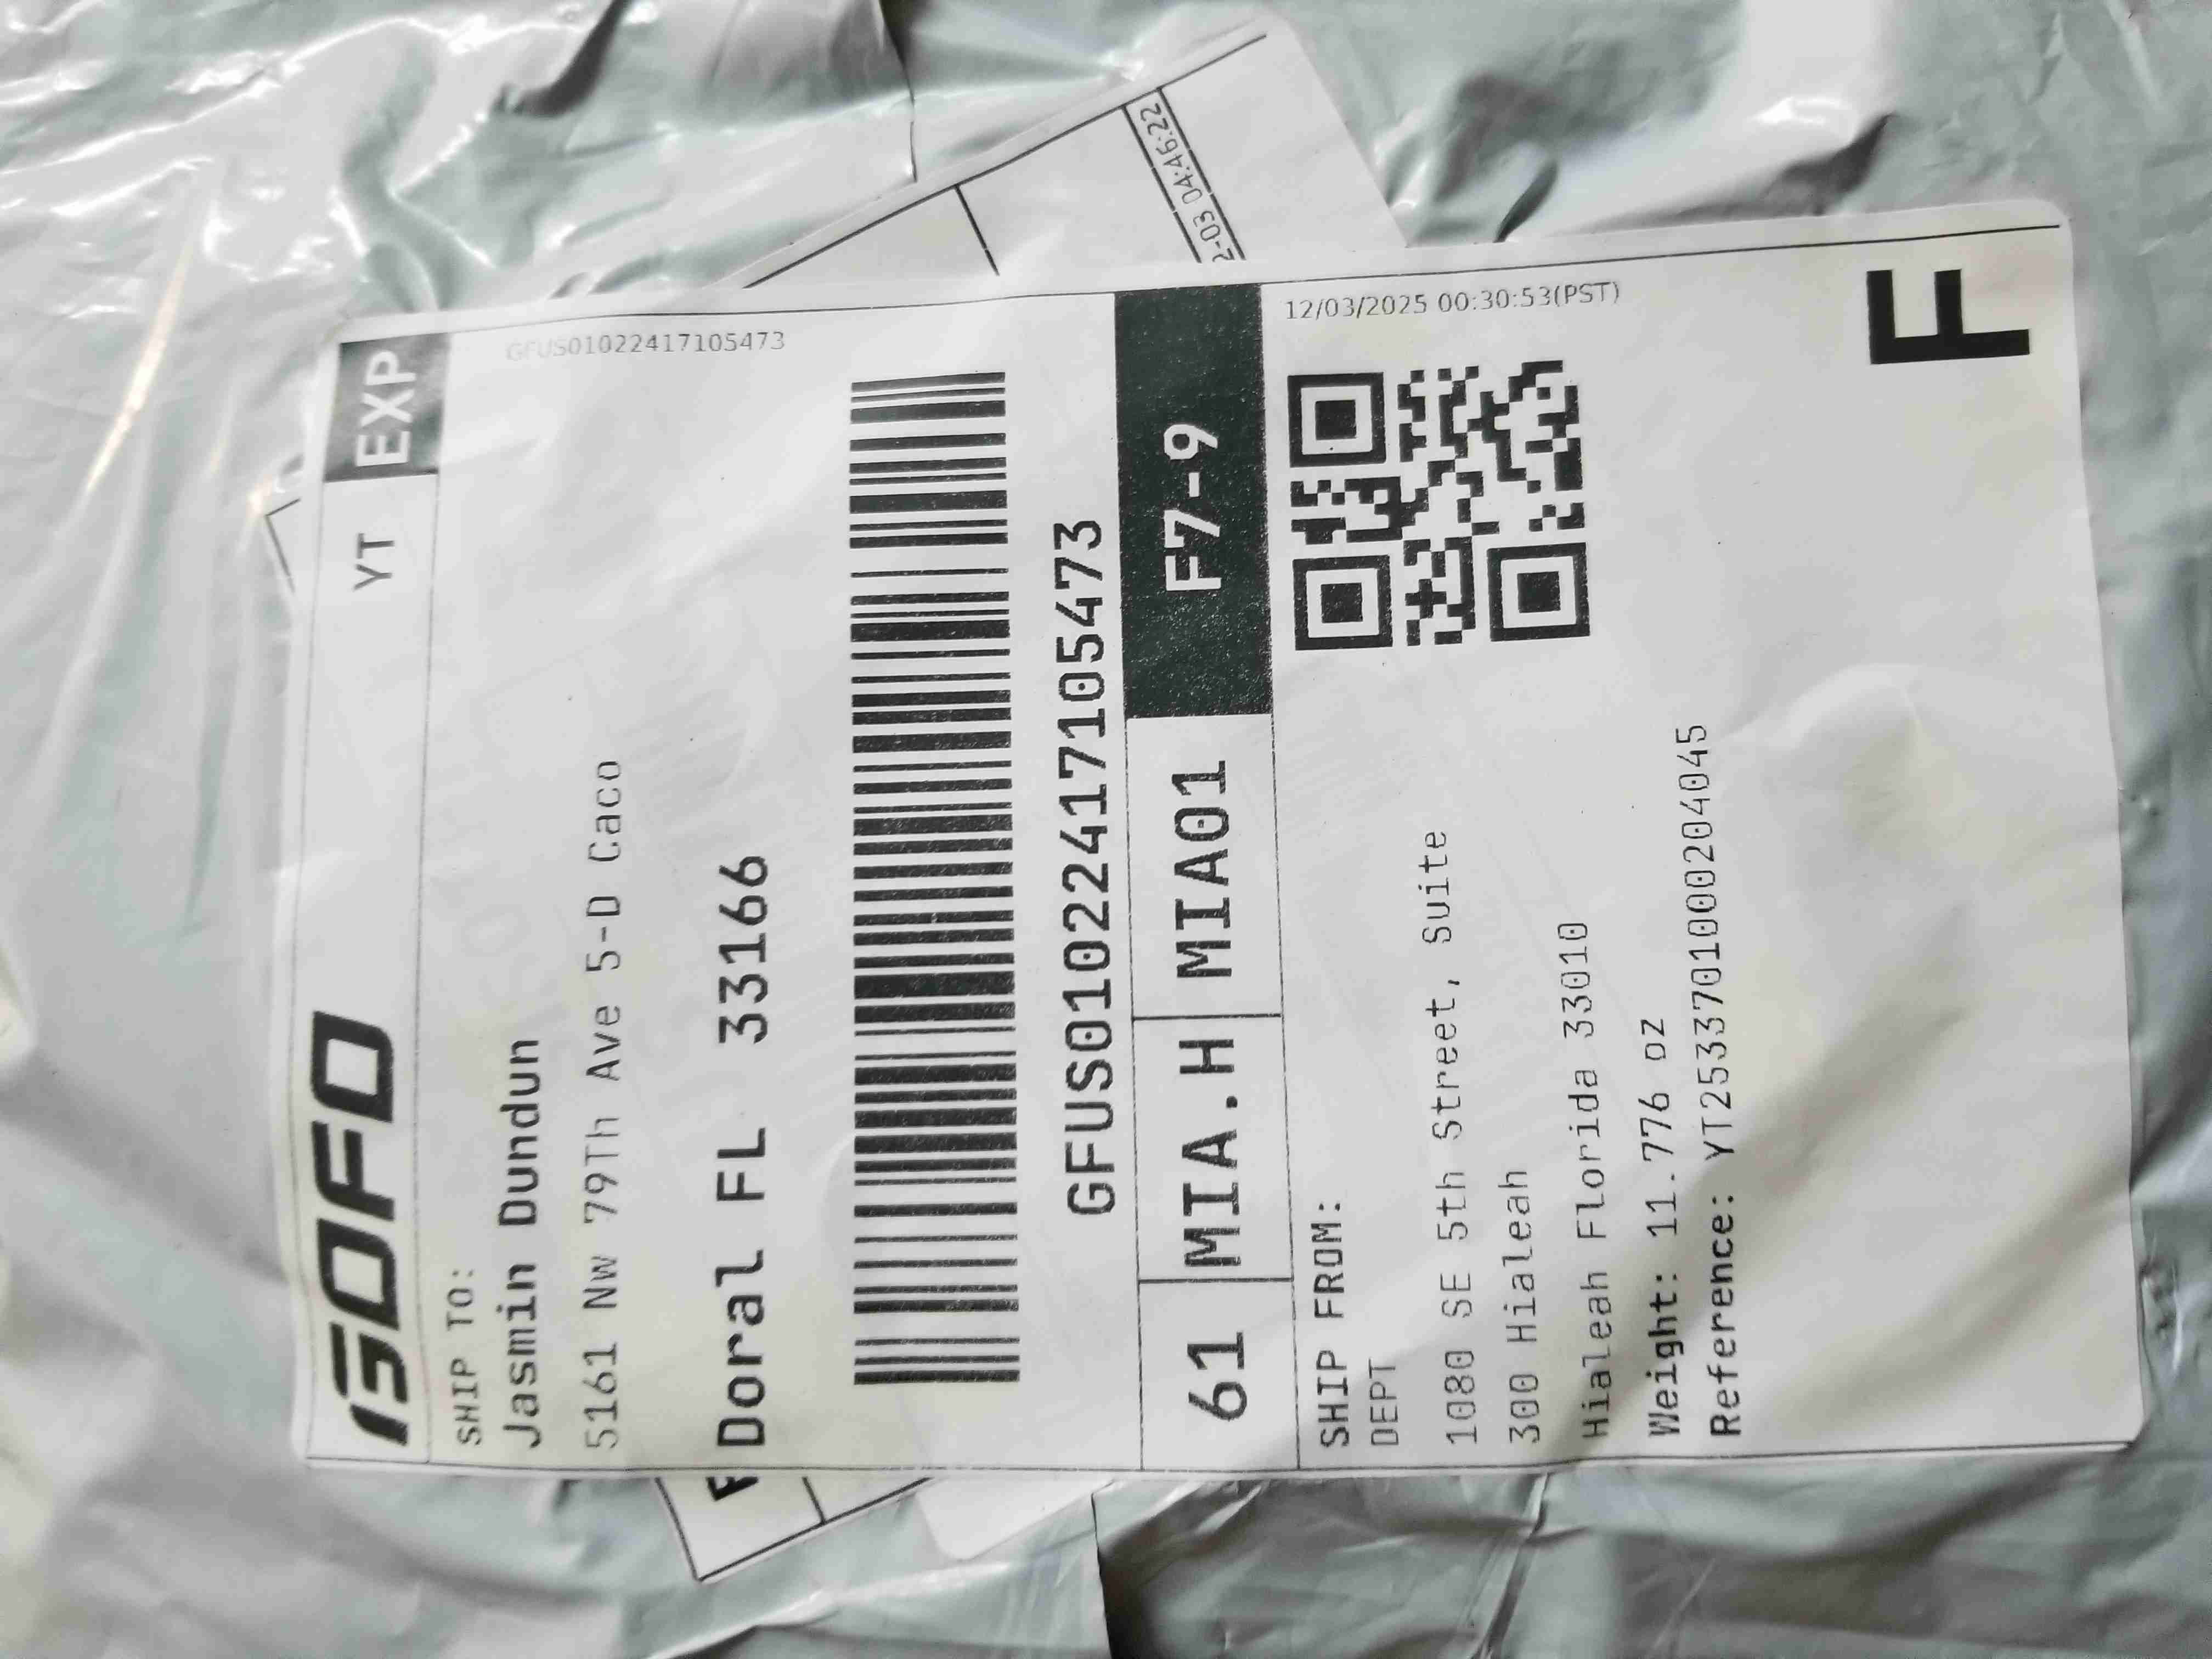 GOFO
YT EXP
GFUS01022417105473
SHIP TO:
Jasmin Dundun
5161 Nw 79Th Ave 5-D Caco
Doral FL 33166
GFUS01022417105473
61 MIA.H MIA01 F7-9
12/03/2025 00:30:53(PST)
SHIP FROM:
DEPT
1080 SE 5th Street, Suite
300 Hialeah
Hialeah Florida 33010
Weight: 11.776 oz
Reference: YT2533701000204045
F
2-03 04:46:22